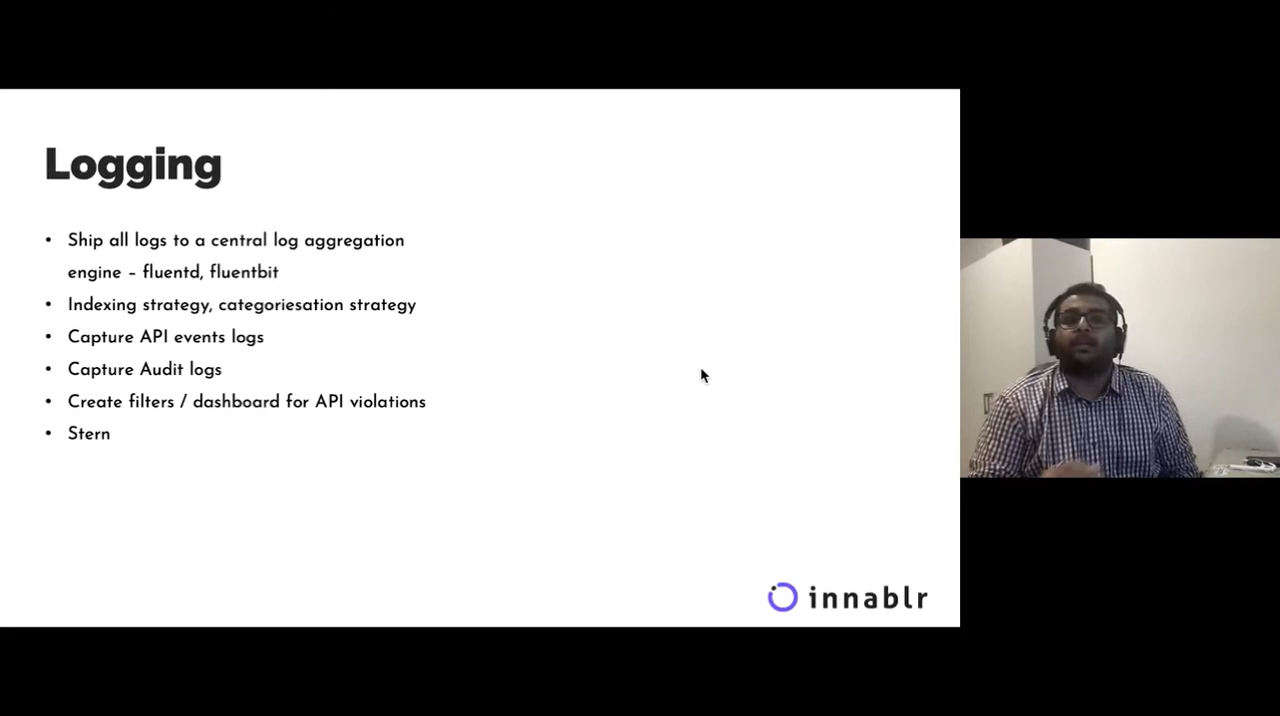 Logging
• Ship all logs to a central log aggregation
engine – fluentd, fluentbit
• Indexing strategy, categoriesation strategy
• Capture API events logs
• Capture Audit logs
• Create filters / dashboard for API violations
• Stern
innablr